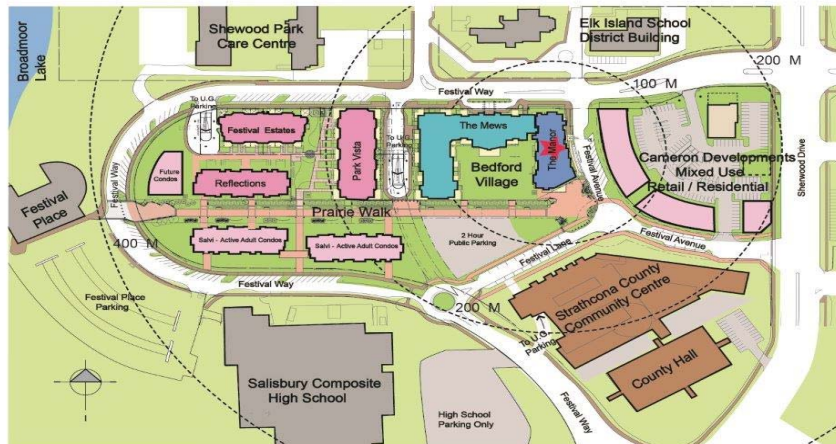 Shewood Park
Care Centre
Elk Island School
District Building
200 M
Broadmoor
Lake
100 M
Festival Way
To U.G.
Parking
To U.G.
Parking
Festival Estates
The Mews
The Manor
Park Vista
Future
Condos
Reflections
Bedford
Village
Festival Avenue
Cameron Developments
Mixed Use
Retail / Residential
Sherwood Drive
Festival Way
Festival
Place
Prairie Walk
400 M
Salvi - Active Adult Condos
Salvi - Active Adult Condos
2 Hour
Public Parking
Festival Lane
Festival Avenue
Festival Way
Festival Place
Parking
200 M
Strathcona County
Community Centre
To U.G.
Parking
County Hall
Salisbury Composite
High School
High School
Parking Only
Festival Way